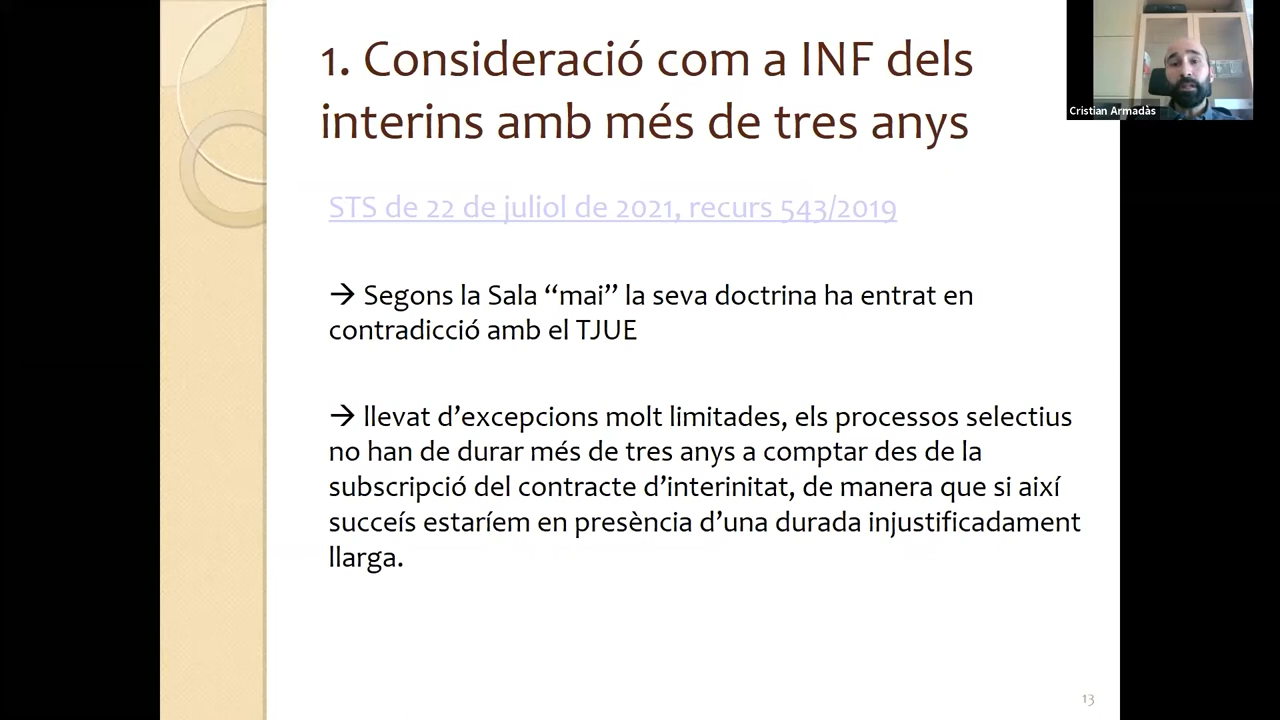 1. Consideració com a INF dels
interins amb més de tres anys
Cristian Armadàs
STS de 22 de juliol de 2021, recurs 543/2019
→ Segons la Sala “mai” la seva doctrina ha entrat en
contradicció amb el TJUE
→ llevat d’excepcions molt limitades, els processos selectius
no han de durar més de tres anys a comptar des de la
subscripció del contracte d’interinitat, de manera que si així
succeís estaríem en presència d’una durada injustificadament
llarga.
13